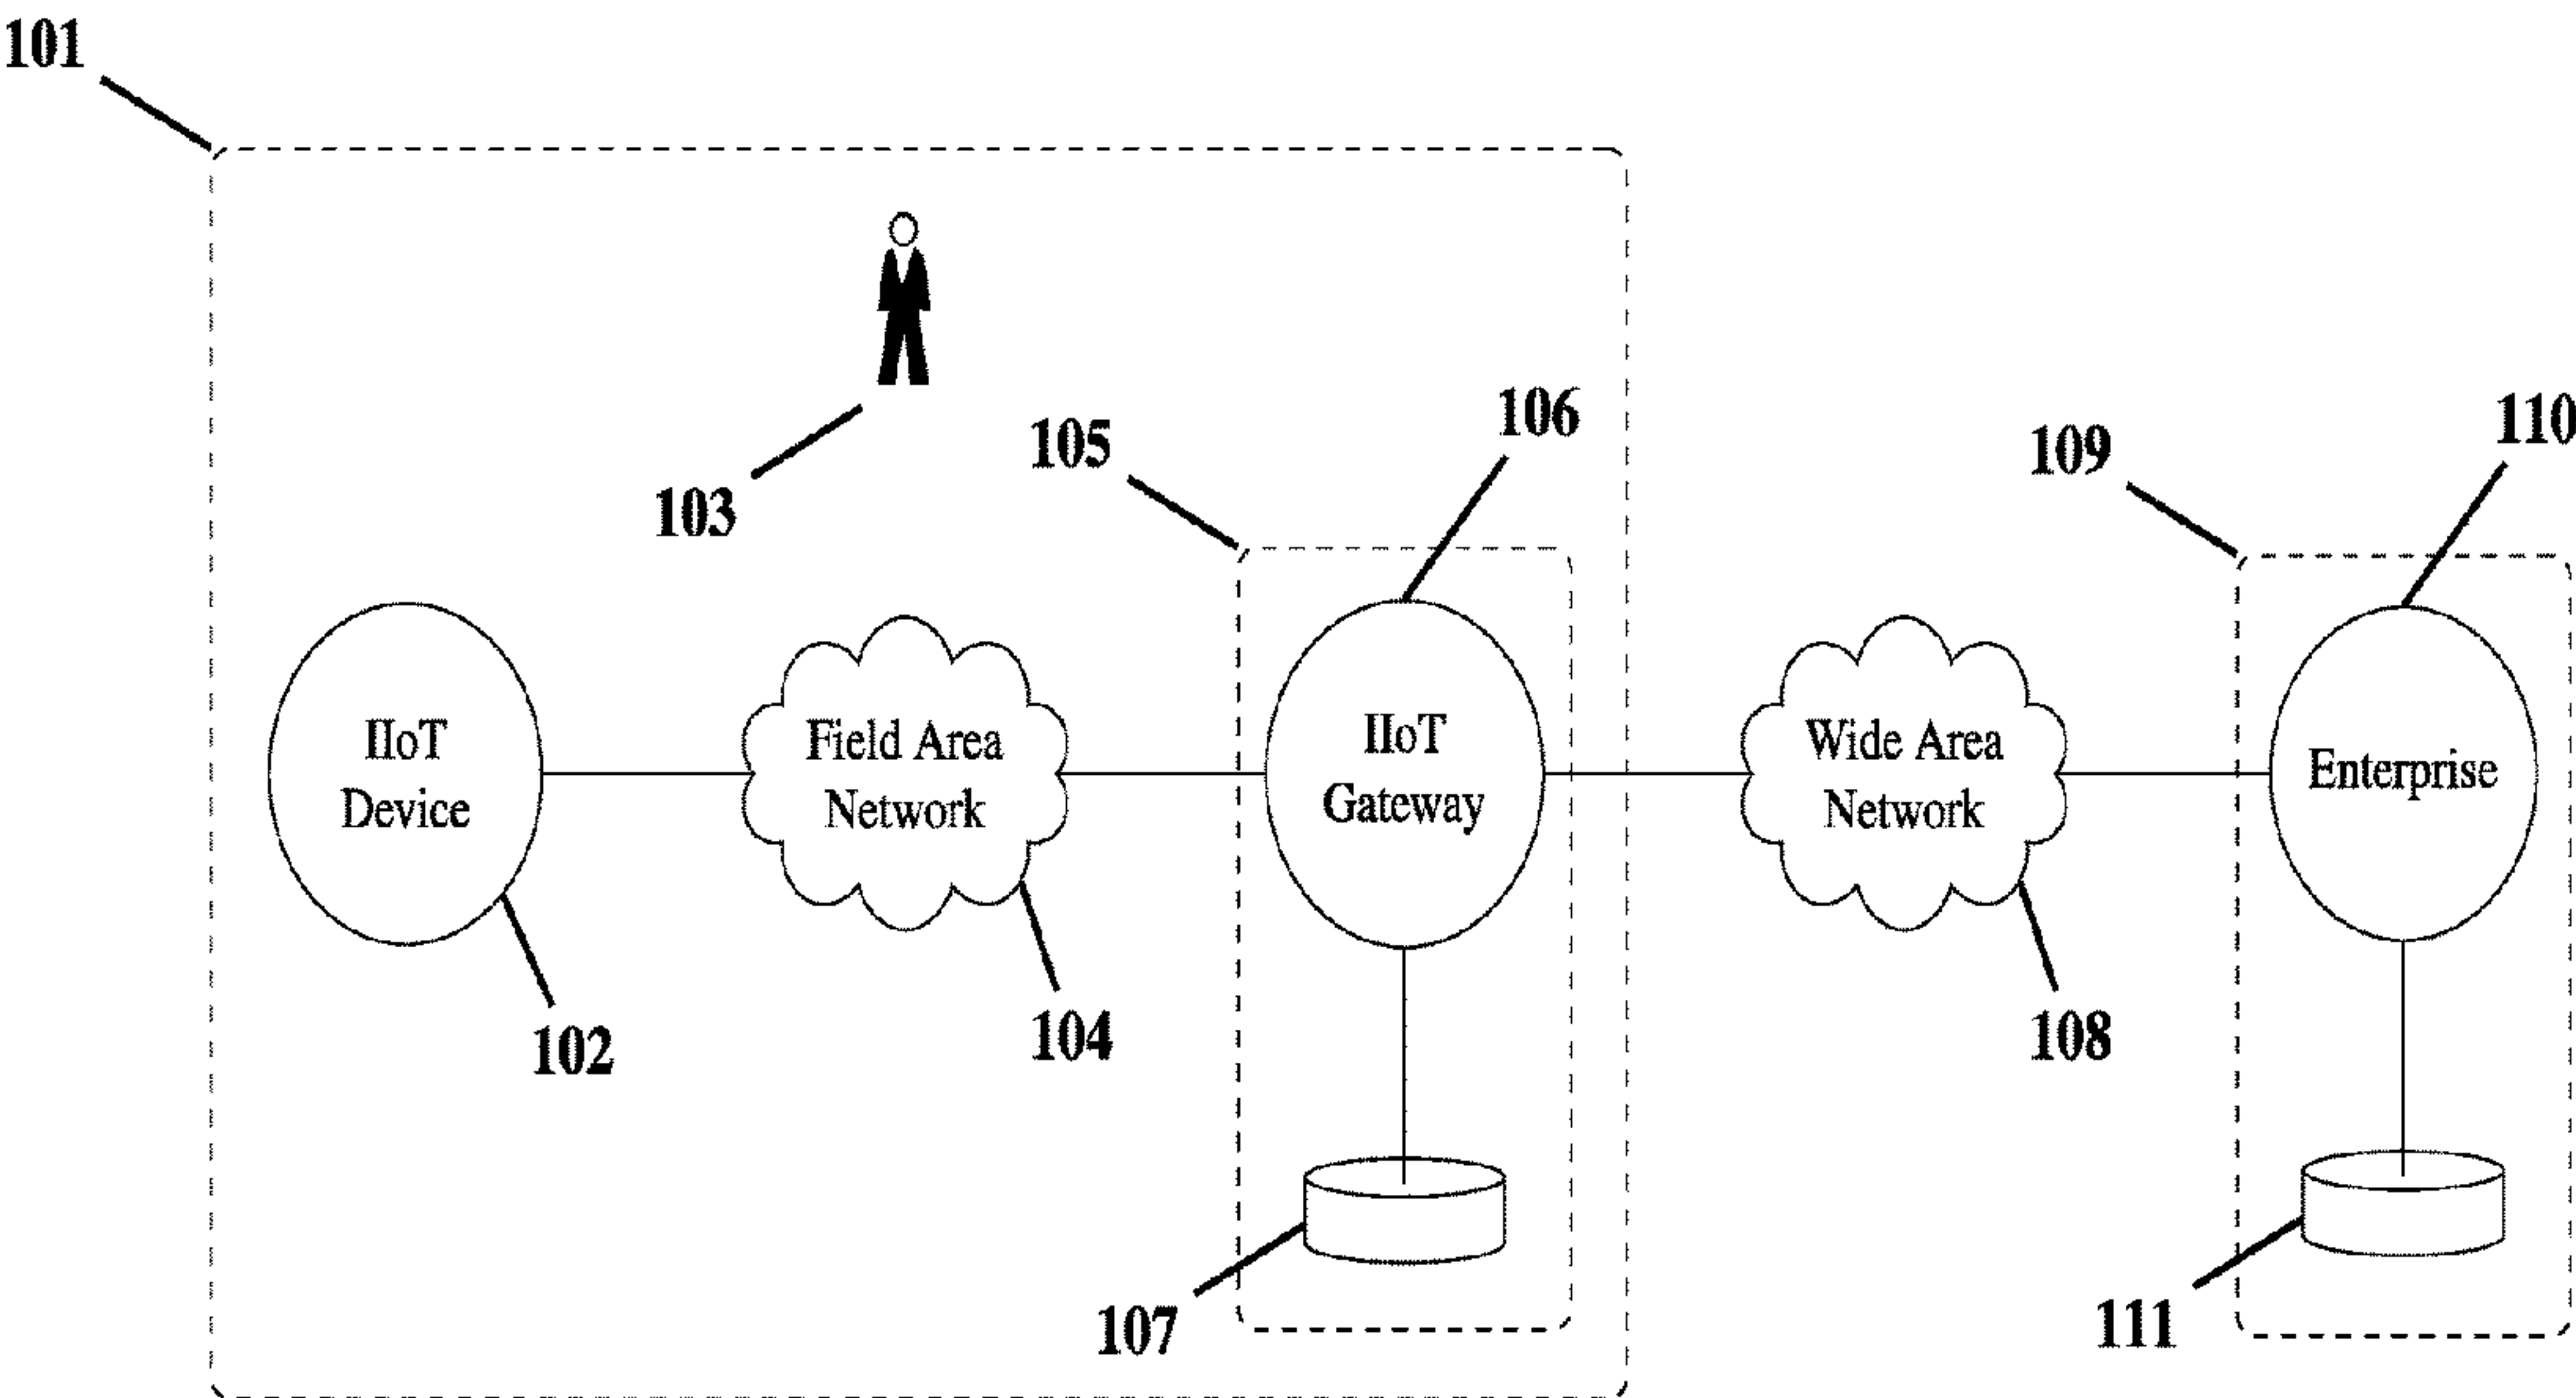 101
103
105
106
109
110
IIoT
Device
Field Area
Network
IIoT
Gateway
Wide Area
Network
Enterprise
102
104
108
107
111